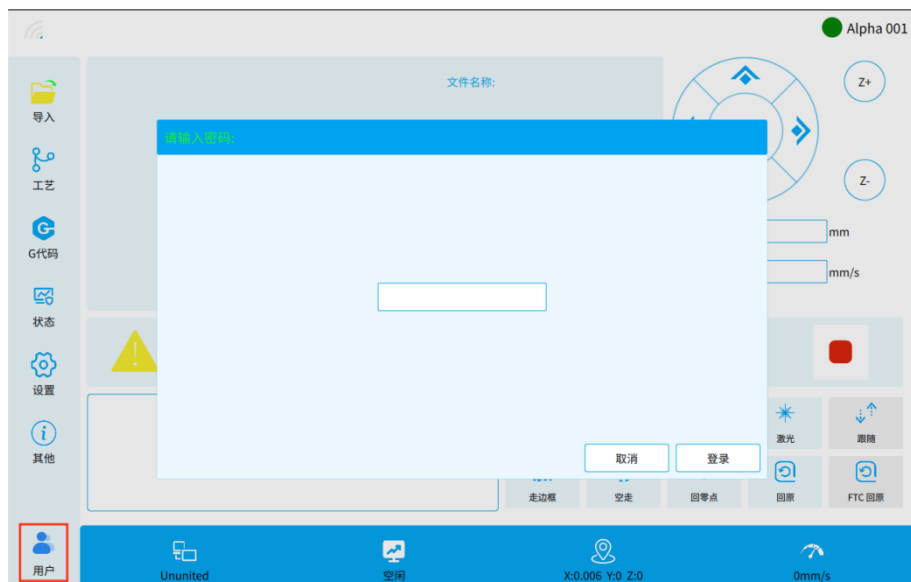 Alpha 001
文件名称:
Z+
导入
请输入密码:
工艺
Z-
G代码
mm
mm/s
状态
设置
激光
跟随
其他
取消
登录
走边框
空走
回零点
回原
FTC 回原
用户
Ununited
空闲
X:0.006 Y:0 Z:0
0mm/s